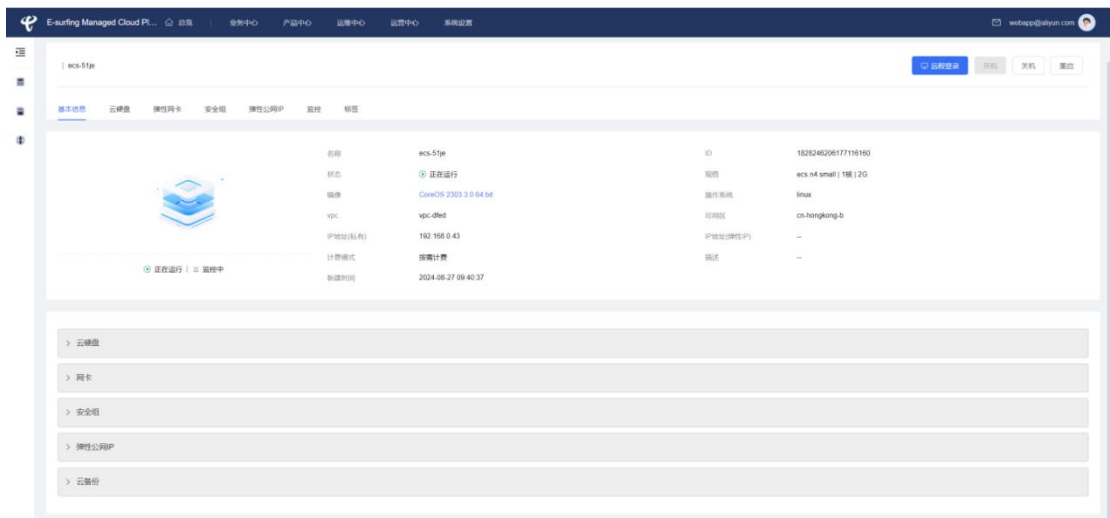 E-surfing Managed Cloud Pl... 总览 业务中心 产品中心 运维中心 运营中心 系统设置 webapp@aliyun.com
ecs-51je 远程登录 开机 关机 重启
基本信息 云硬盘 弹性网卡 安全组 弹性公网IP 监控 标签
名称 ecs-51je ID 1828246206177116160
状态 正在运行 规格 ecs.n4.small | 1核 | 2G
镜像 CoreOS 2303.3.0 64 bit 操作系统 linux
vpc vpc-dfed 可用区 cn-hongkong-b
IP地址(私有) 192.168.0.43 IP地址(弹性IP) --
计费模式 按需计费 描述 --
正在运行 | 监控中
创建时间 2024-08-27 09:40:37
云硬盘
网卡
安全组
弹性公网IP
云备份